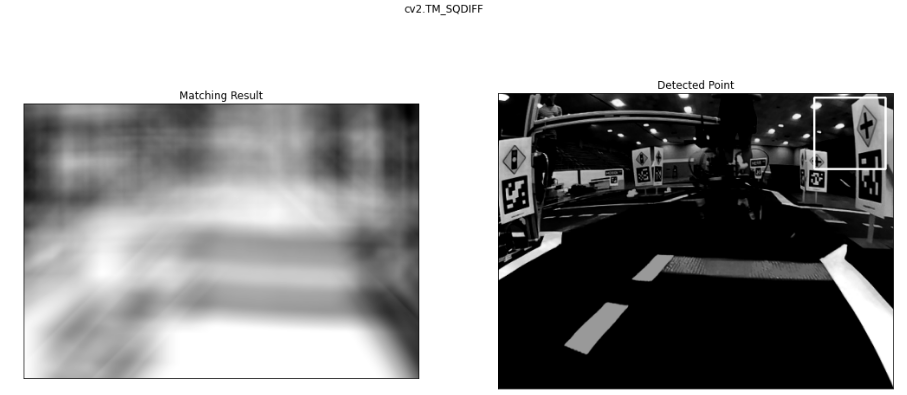 cv2.TM_SQDIFF
Matching Result
Detected Point